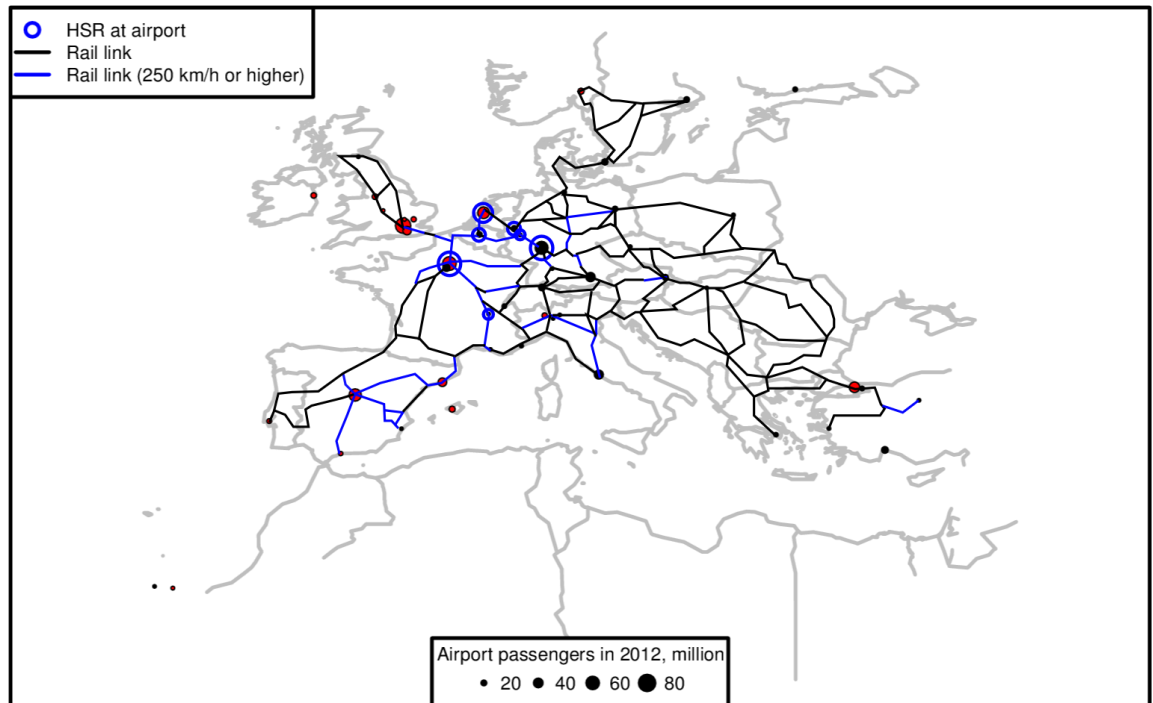 HSR at airport
Rail link
Rail link (250 km/h or higher)
Airport passengers in 2012, million
20 40 60 80